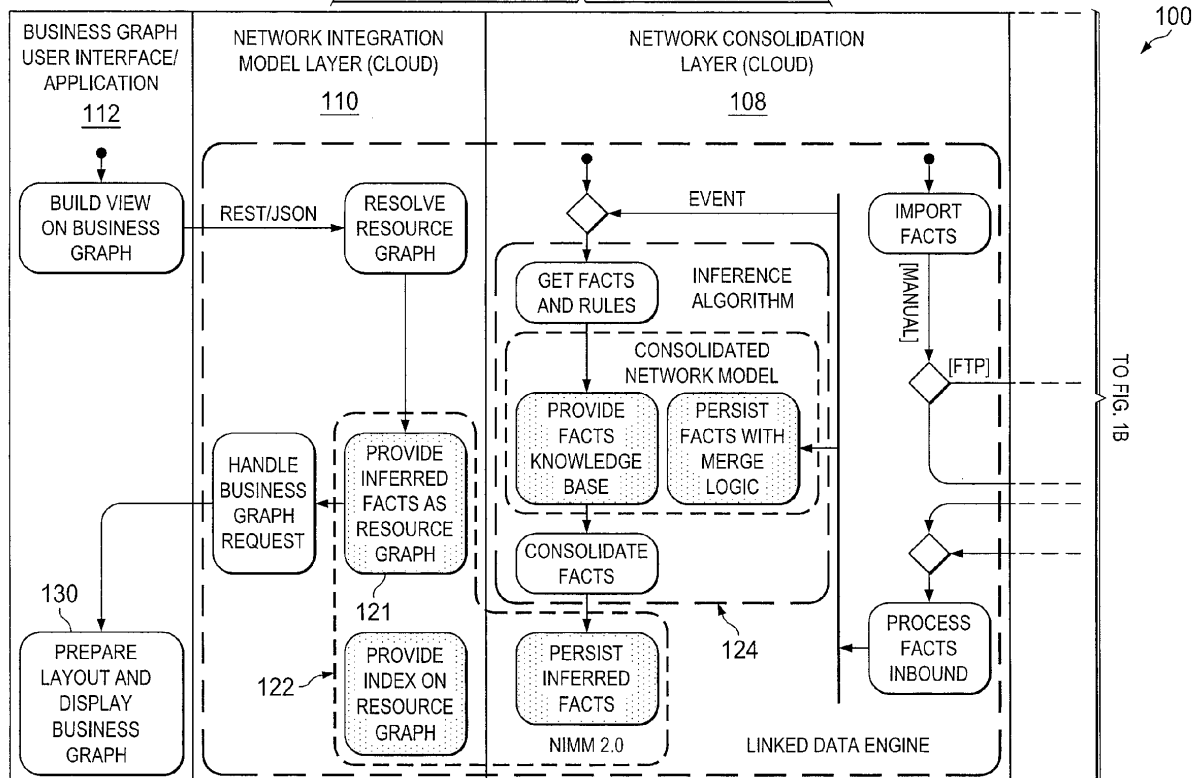 100
BUSINESS GRAPH
USER INTERFACE/
APPLICATION
112
NETWORK INTEGRATION
MODEL LAYER (CLOUD)
110
NETWORK CONSOLIDATION
LAYER (CLOUD)
108
BUILD VIEW
ON BUSINESS
GRAPH
REST/JSON
RESOLVE
RESOURCE
GRAPH
EVENT
IMPORT
FACTS
GET FACTS
AND RULES
INFERENCE
ALGORITHM
[MANUAL]
[FTP]
CONSOLIDATED
NETWORK MODEL
PROVIDE
FACTS
KNOWLEDGE
BASE
PERSIST
FACTS WITH
MERGE
LOGIC
TO FIG. 1B
HANDLE
BUSINESS
GRAPH
REQUEST
PROVIDE
INFERRED
FACTS AS
RESOURCE
GRAPH
121
CONSOLIDATE
FACTS
124
130
PREPARE
LAYOUT AND
DISPLAY
BUSINESS
GRAPH
122
PROVIDE
INDEX ON
RESOURCE
GRAPH
PERSIST
INFERRED
FACTS
NIMM 2.0
PROCESS
FACTS
INBOUND
LINKED DATA ENGINE